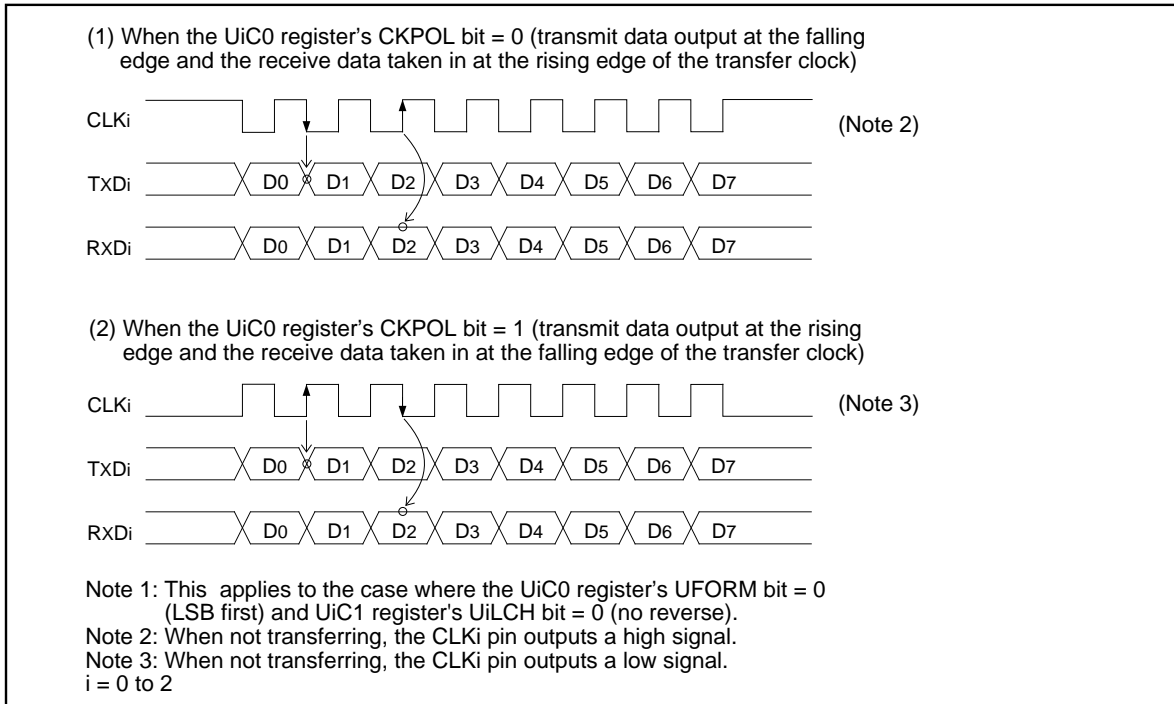 (1) When the UiC0 register's CKPOL bit = 0 (transmit data output at the falling
edge and the receive data taken in at the rising edge of the transfer clock)
CLKi
(Note 2)
TXDi D0 D1 D2 D3 D4 D5 D6 D7
RXDi D0 D1 D2 D3 D4 D5 D6 D7
(2) When the UiC0 register's CKPOL bit = 1 (transmit data output at the rising
edge and the receive data taken in at the falling edge of the transfer clock)
CLKi
(Note 3)
TXDi D0 D1 D2 D3 D4 D5 D6 D7
RXDi D0 D1 D2 D3 D4 D5 D6 D7
Note 1: This applies to the case where the UiC0 register's UFORM bit = 0
(LSB first) and UiC1 register's UiLCH bit = 0 (no reverse).
Note 2: When not transferring, the CLKi pin outputs a high signal.
Note 3: When not transferring, the CLKi pin outputs a low signal.
i = 0 to 2